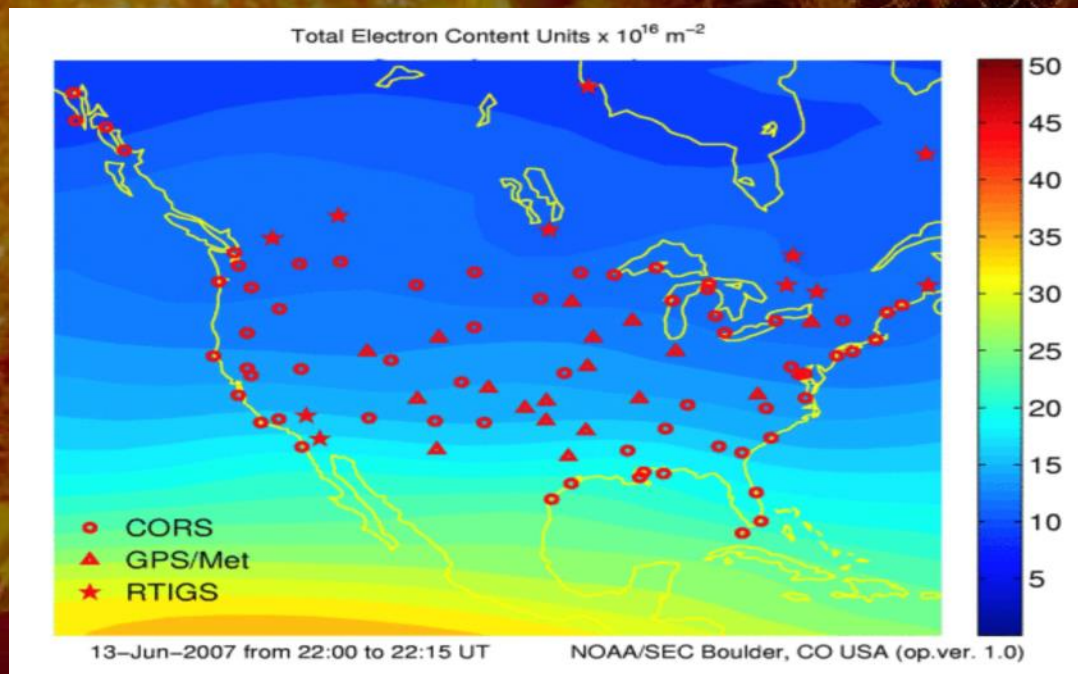 Total Electron Content Units x 10¹⁶ m⁻²
50
45
40
35
30
25
20
15
10
5
CORS
GPS/Met
RTIGS
13-Jun-2007 from 22:00 to 22:15 UT
NOAA/SEC Boulder, CO USA (op.ver. 1.0)